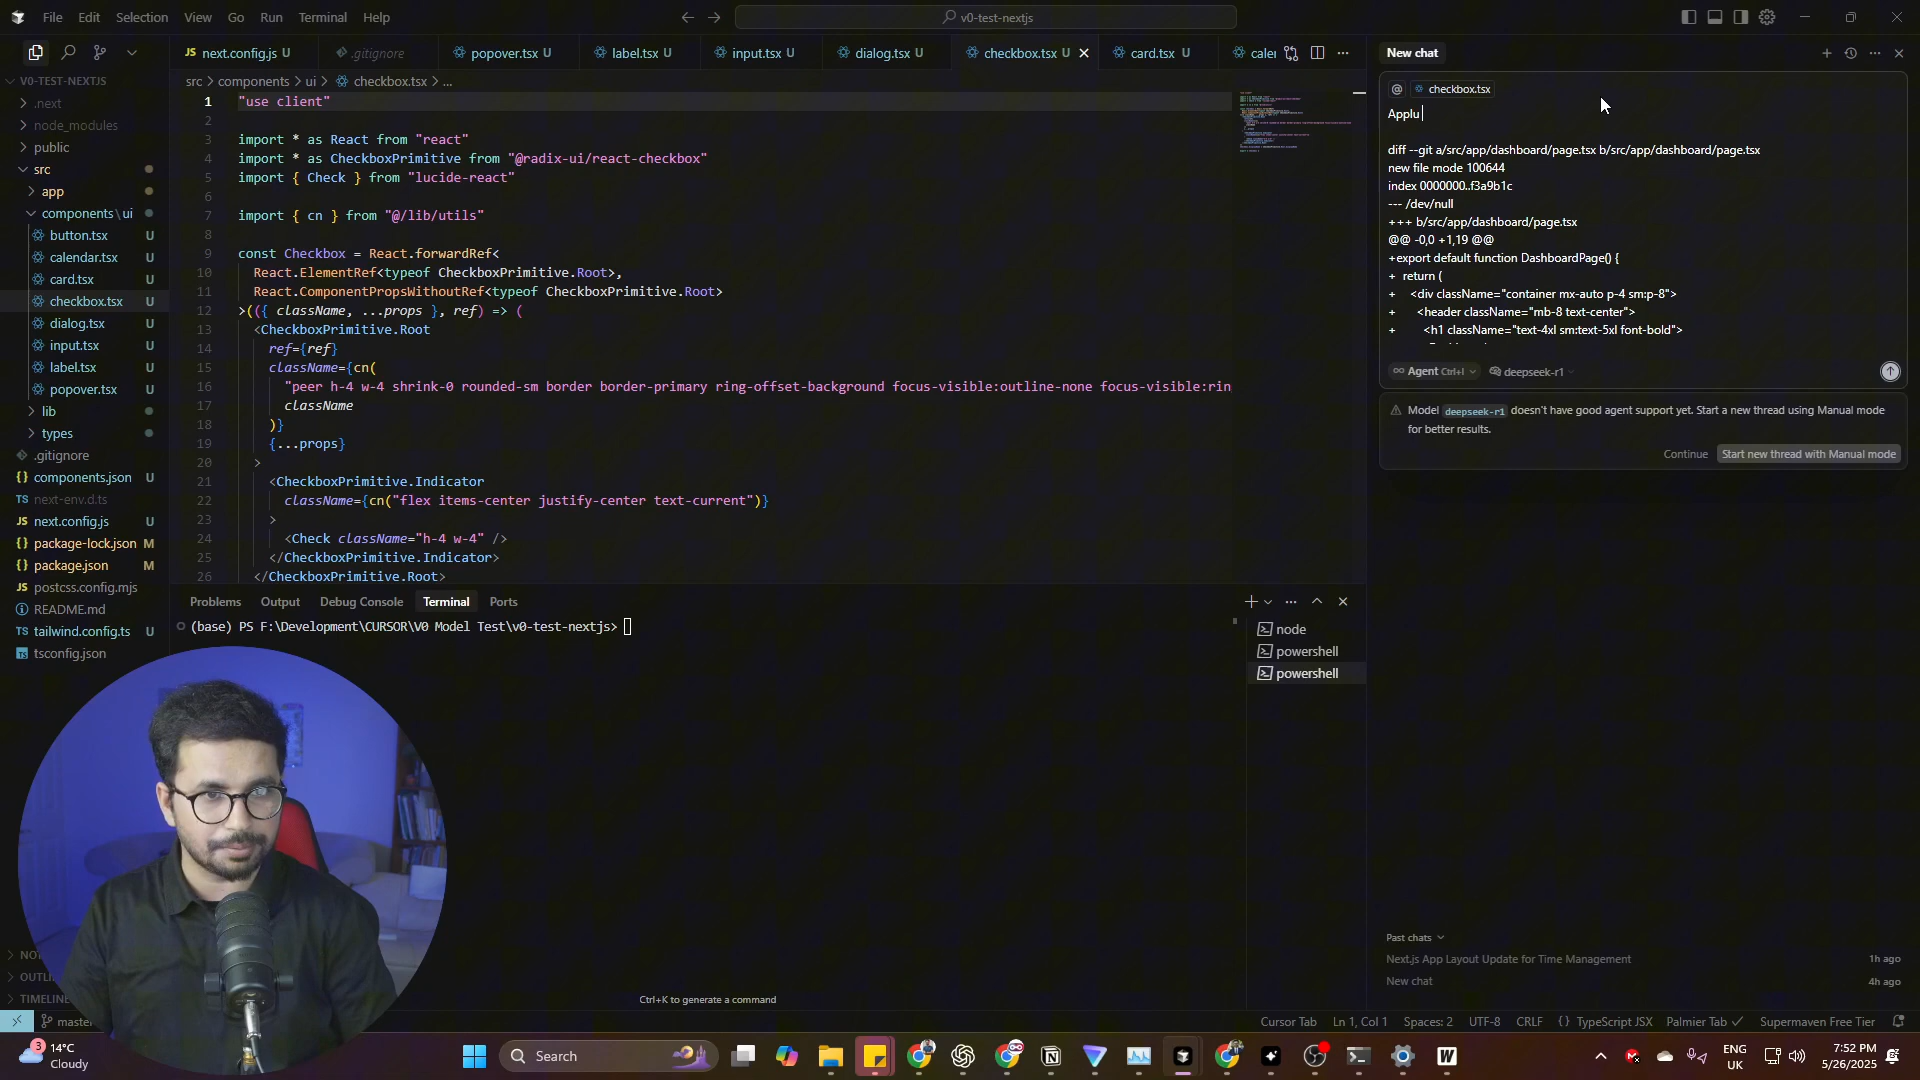 File Edit Selection View Go Run Terminal Help
v0-test-nextjs
next.config.js U
.gitignore
popover.tsx U
label.tsx U
input.tsx U
dialog.tsx U
checkbox.tsx U
card.tsx U
New chat
V0-TEST-NEXTJS
.next
node_modules
public
src
app
components\ui
button.tsx U
calendar.tsx U
card.tsx U
checkbox.tsx U
dialog.tsx U
input.tsx U
label.tsx U
popover.tsx U
lib
types
.gitignore
components.json U
next-env.d.ts
next.config.js U
package-lock.json M
package.json M
postcss.config.mjs
README.md
tailwind.config.ts U
tsconfig.json
TIMELINE
master
src > components > ui > checkbox.tsx > ...
1 "use client"
2
3 import * as React from "react"
4 import * as CheckboxPrimitive from "@radix-ui/react-checkbox"
5 import { Check } from "lucide-react"
6
7 import { cn } from "@/lib/utils"
8
9 const Checkbox = React.forwardRef<
10 React.ElementRef<typeof CheckboxPrimitive.Root>,
11 React.ComponentPropsWithoutRef<typeof CheckboxPrimitive.Root>
12 >(({ className, ...props }, ref) => (
13 <CheckboxPrimitive.Root
14 ref={ref}
15 className={cn(
16 "peer h-4 w-4 shrink-0 rounded-sm border border-primary ring-offset-background focus-visible:outline-none focus-visible:rin
17 className
18 )}
19 {...props}
20 >
21 <CheckboxPrimitive.Indicator
22 className={cn("flex items-center justify-center text-current")}
23 >
24 <Check className="h-4 w-4" />
25 </CheckboxPrimitive.Indicator>
26 </CheckboxPrimitive.Root>
Problems Output Debug Console Terminal Ports
(base) PS F:\Development\CURSOR\V0 Model Test\v0-test-nextjs>
node
powershell
powershell
Ctrl+K to generate a command
@ checkbox.tsx
Applu
diff --git a/src/app/dashboard/page.tsx b/src/app/dashboard/page.tsx
new file mode 100644
index 0000000..f3a9b1c
--- /dev/null
+++ b/src/app/dashboard/page.tsx
@@ -0,0 +1,19 @@
+export default function DashboardPage() {
+ return (
+ <div className="container mx-auto p-4 sm:p-8">
+ <header className="mb-8 text-center">
+ <h1 className="text-4xl sm:text-5xl font-bold">
Agent Ctrl+I deepseek-r1
Model deepseek-r1 doesn't have good agent support yet. Start a new thread using Manual mode
for better results.
Continue Start new thread with Manual mode
Past chats
Next.js App Layout Update for Time Management 1h ago
New chat 4h ago
Cursor Tab Ln 1, Col 1 Spaces: 2 UTF-8 CRLF {} TypeScript JSX Palmier Tab ✓ Supermaven Free Tier
3 14°C
Cloudy
Search
ENG
UK
7:52 PM
5/26/2025